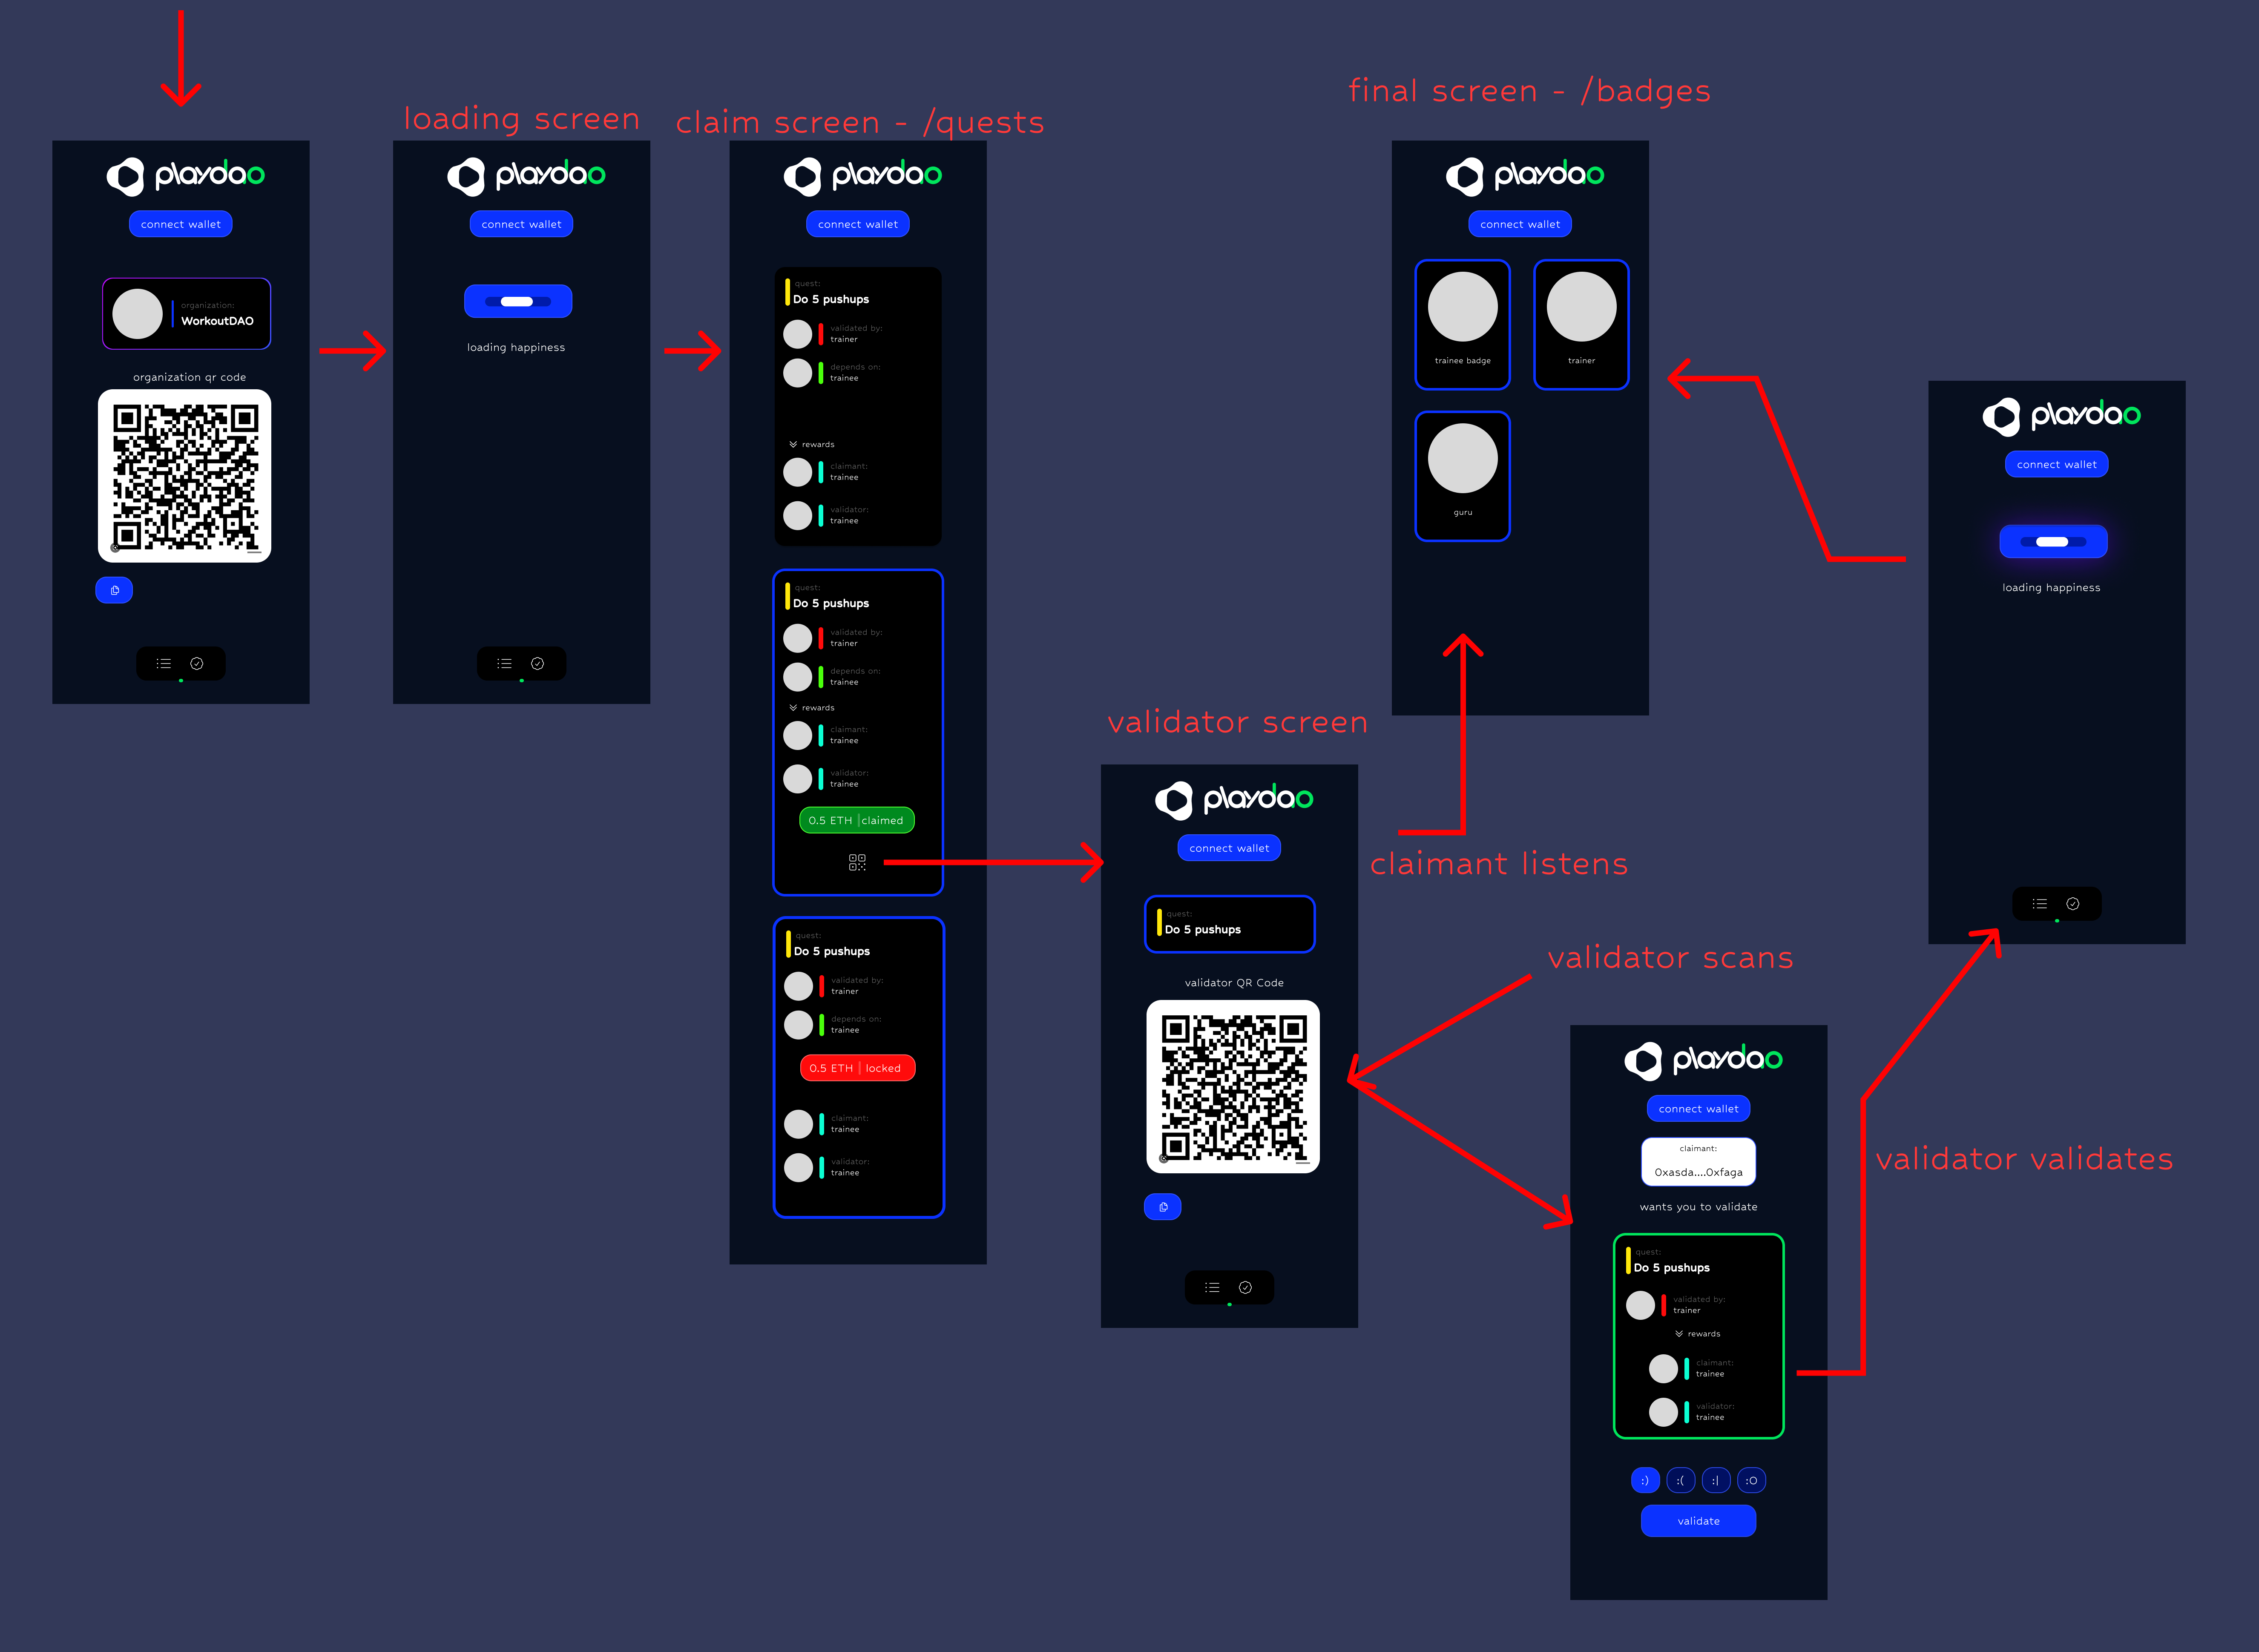 playdao
connect wallet
organization:
WorkoutDAO
organization qr code
loading screen
playdao
connect wallet
loading happiness
claim screen - /quests
playdao
connect wallet
quest:
Do 5 pushups
validated by:
trainer
depends on:
trainee
rewards
claimant:
trainee
validator:
trainee
quest:
Do 5 pushups
validated by:
trainer
depends on:
trainee
rewards
claimant:
trainee
validator:
trainee
0.5 ETH | claimed
quest:
Do 5 pushups
validated by:
trainer
depends on:
trainee
0.5 ETH | locked
claimant:
trainee
validator:
trainee
validator screen
playdao
connect wallet
quest:
Do 5 pushups
validator QR Code
claimant listens
final screen - /badges
playdao
connect wallet
trainee badge
trainer
guru
validator scans
playdao
connect wallet
claimant:
0xasda....0xfaga
wants you to validate
quest:
Do 5 pushups
validated by:
trainer
rewards
claimant:
trainee
validator:
trainee
:) :( :| :O
validate
validator validates
playdao
connect wallet
loading happiness